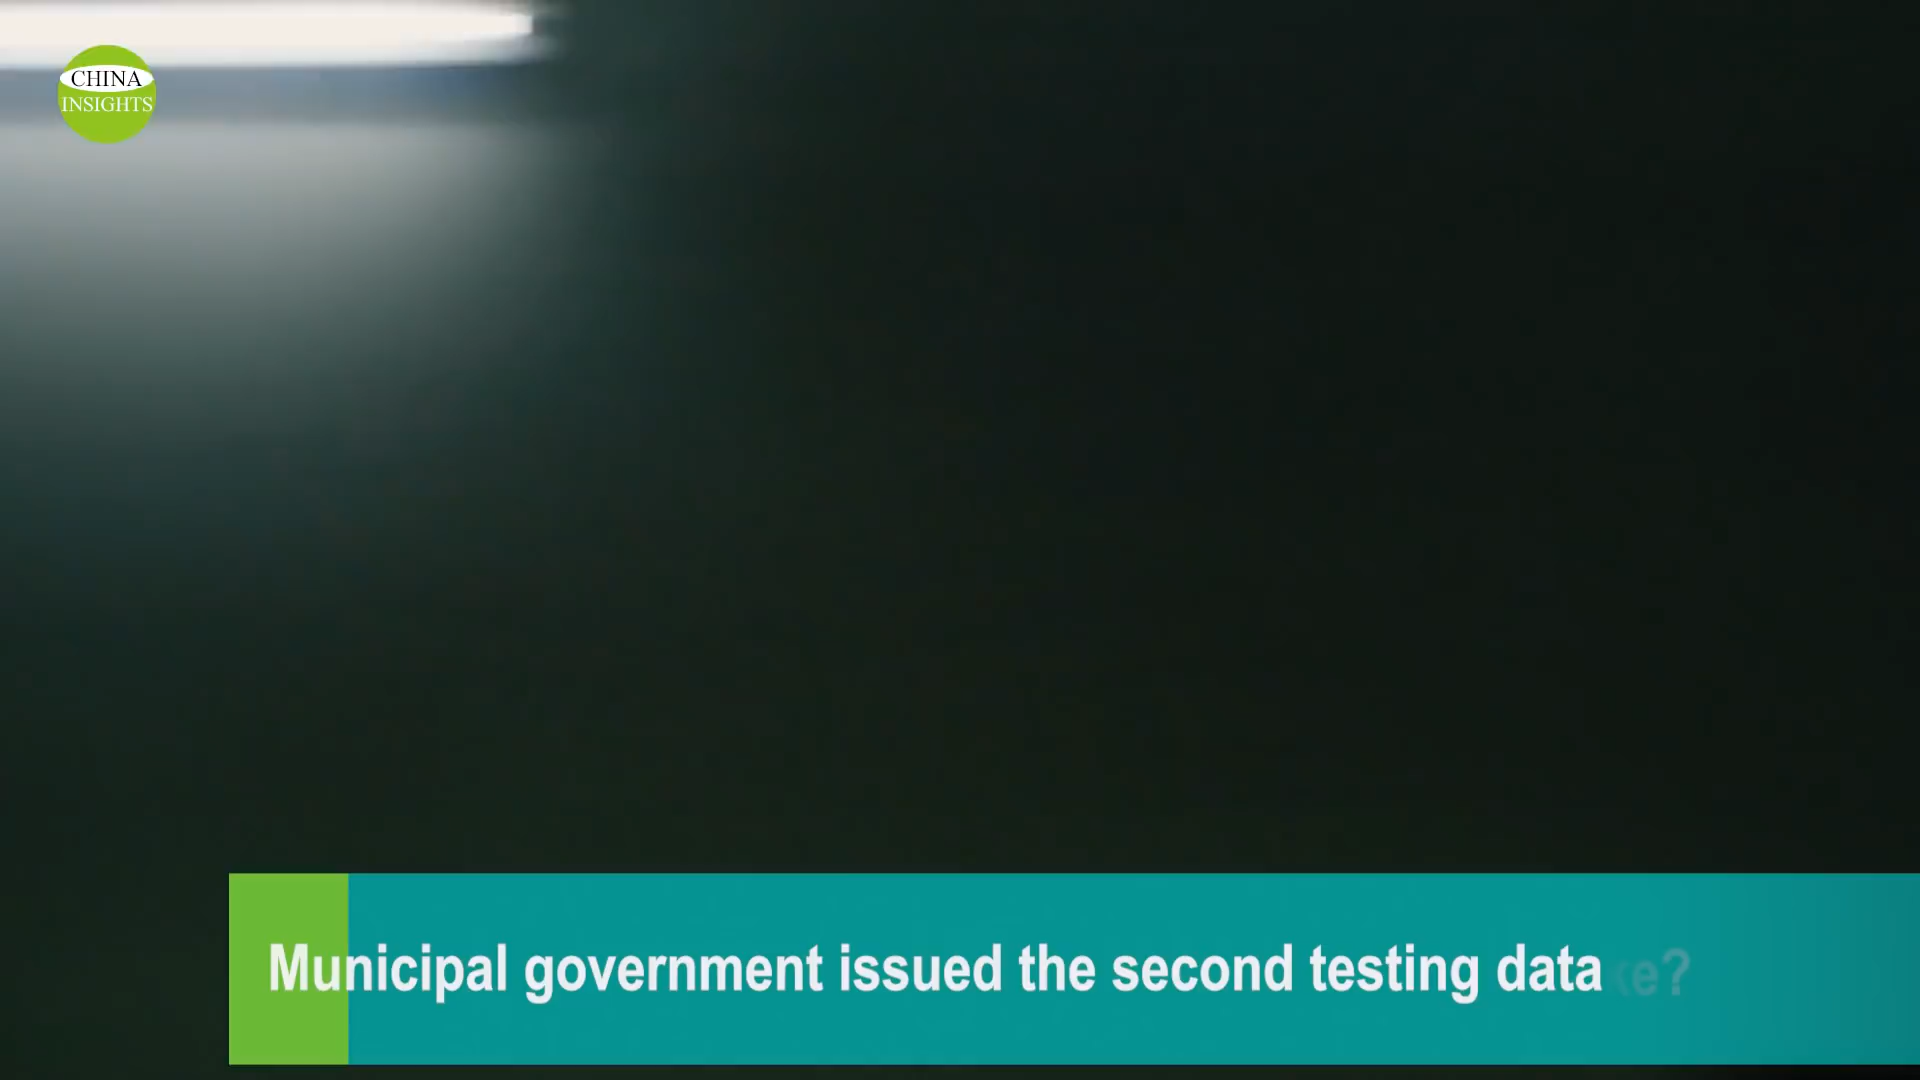 CHINA
INSIGHTS
Municipal government issued the second testing data